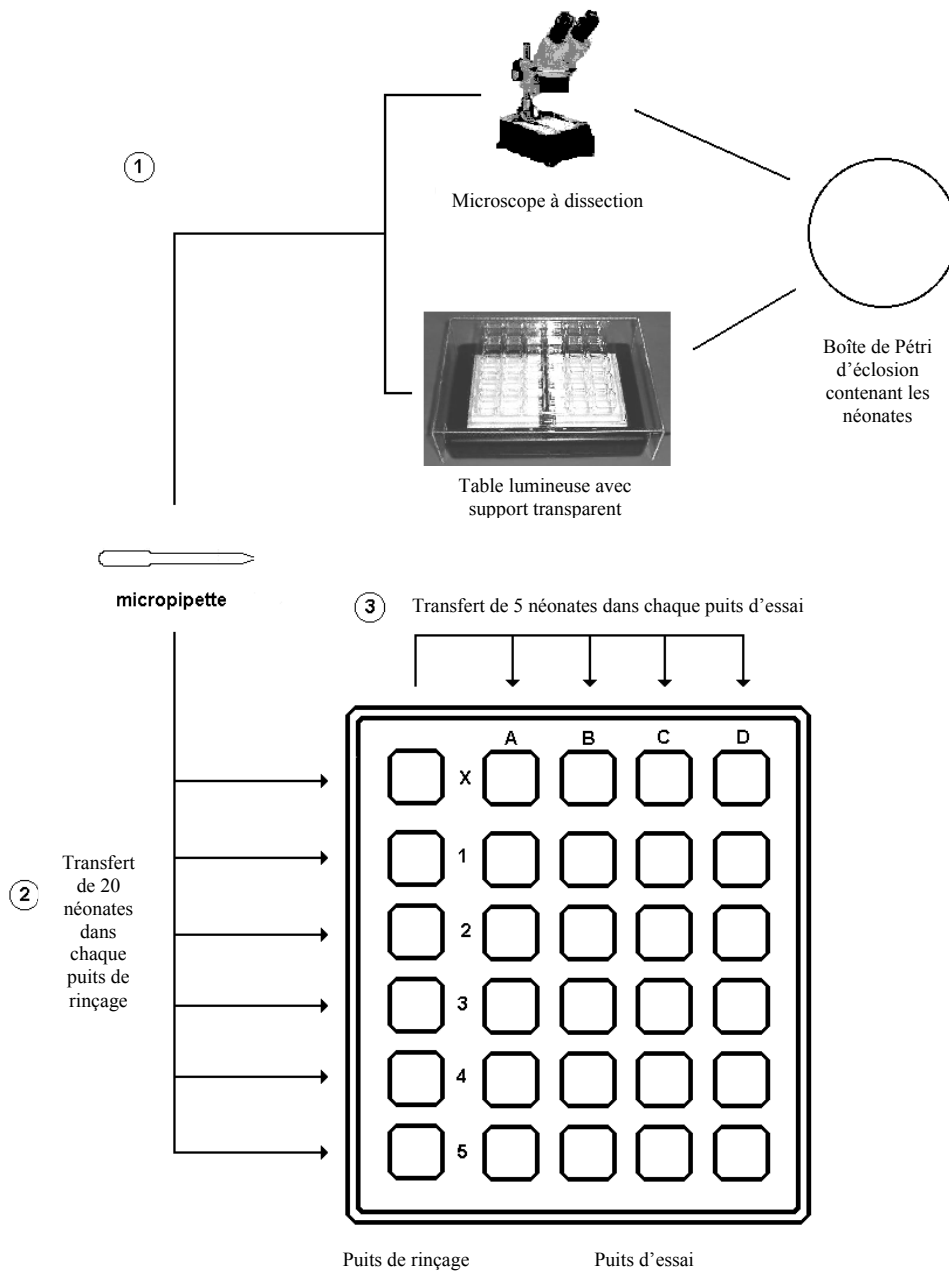 1
Microscope à dissection
Boîte de Pétri
d'éclosion
contenant les
néonates
Table lumineuse avec
support transparent
micropipette
3 Transfert de 5 néonates dans chaque puits d'essai
2
Transfert
de 20
néonates
dans
chaque
puits de
rinçage
A B C D
X
1
2
3
4
5
Puits de rinçage
Puits d'essai